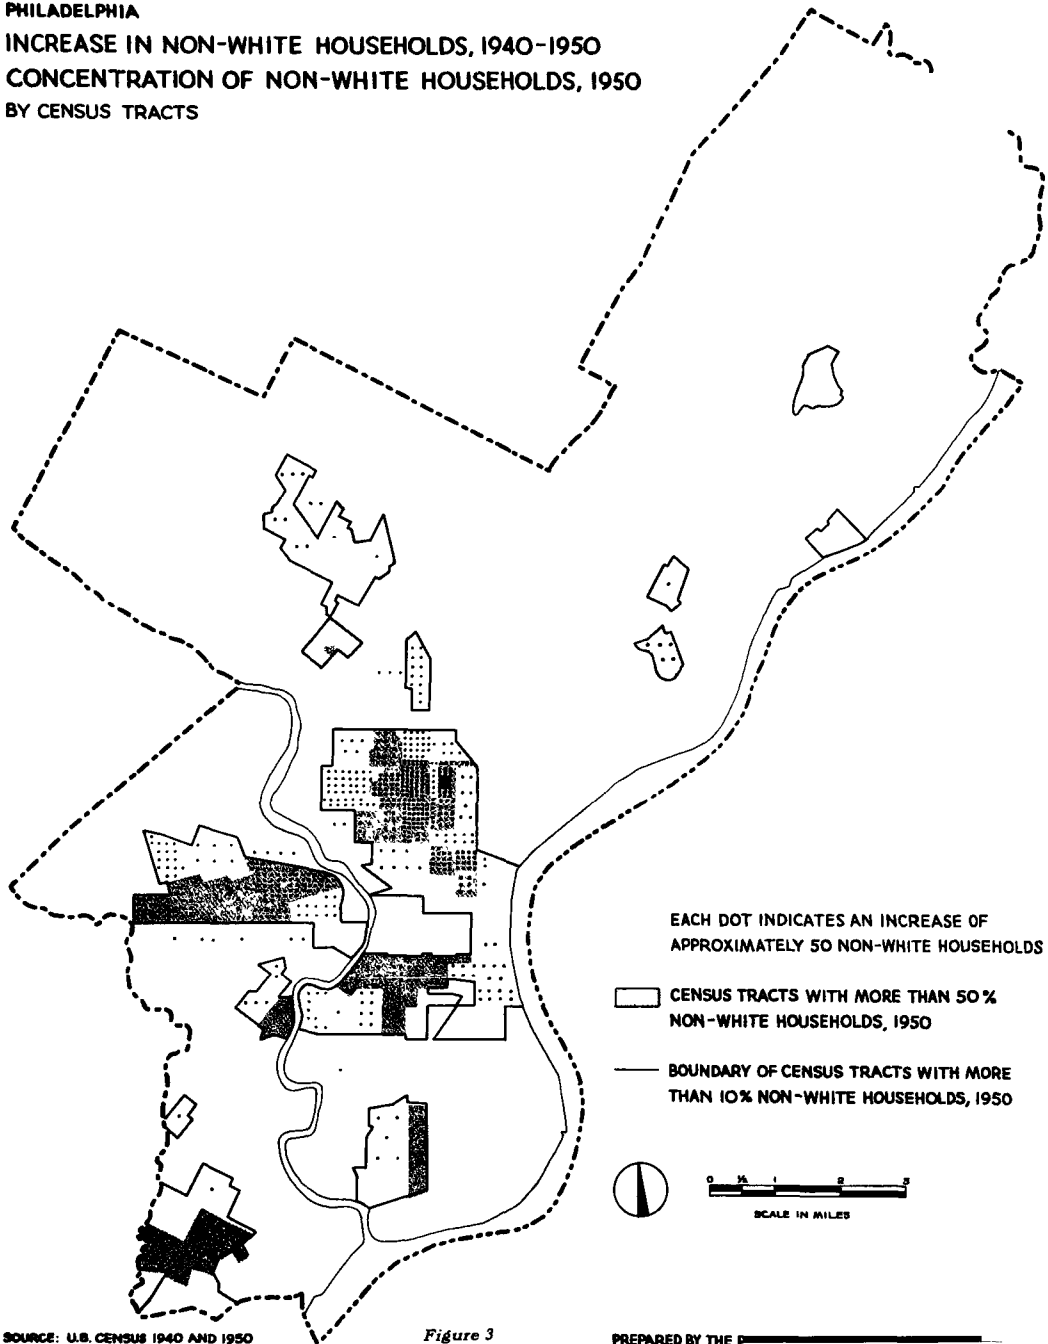 PHILADELPHIA
INCREASE IN NON-WHITE HOUSEHOLDS, 1940-1950
CONCENTRATION OF NON-WHITE HOUSEHOLDS, 1950
BY CENSUS TRACTS
EACH DOT INDICATES AN INCREASE OF
APPROXIMATELY 50 NON-WHITE HOUSEHOLDS
CENSUS TRACTS WITH MORE THAN 50%
NON-WHITE HOUSEHOLDS, 1950
BOUNDARY OF CENSUS TRACTS WITH MORE
THAN 10% NON-WHITE HOUSEHOLDS, 1950
0 ½ 1 2 3
SCALE IN MILES
SOURCE: U.S. CENSUS 1940 AND 1950
Figure 3
PREPARED BY THE